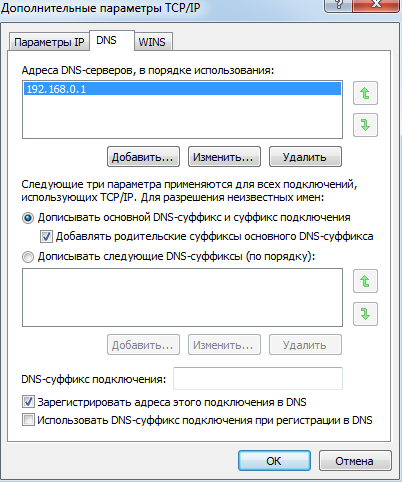 Дополнительные параметры TCP/IP
Параметры IP DNS WINS
Адреса DNS-серверов, в порядке использования:
192.168.0.1
Добавить... Изменить... Удалить
Следующие три параметра применяются для всех подключений,
использующих TCP/IP. Для разрешения неизвестных имен:
Дописывать основной DNS-суффикс и суффикс подключения
Добавлять родительские суффиксы основного DNS-суффикса
Дописывать следующие DNS-суффиксы (по порядку):
Добавить... Изменить... Удалить
DNS-суффикс подключения:
Зарегистрировать адреса этого подключения в DNS
Использовать DNS-суффикс подключения при регистрации в DNS
ОК Отмена